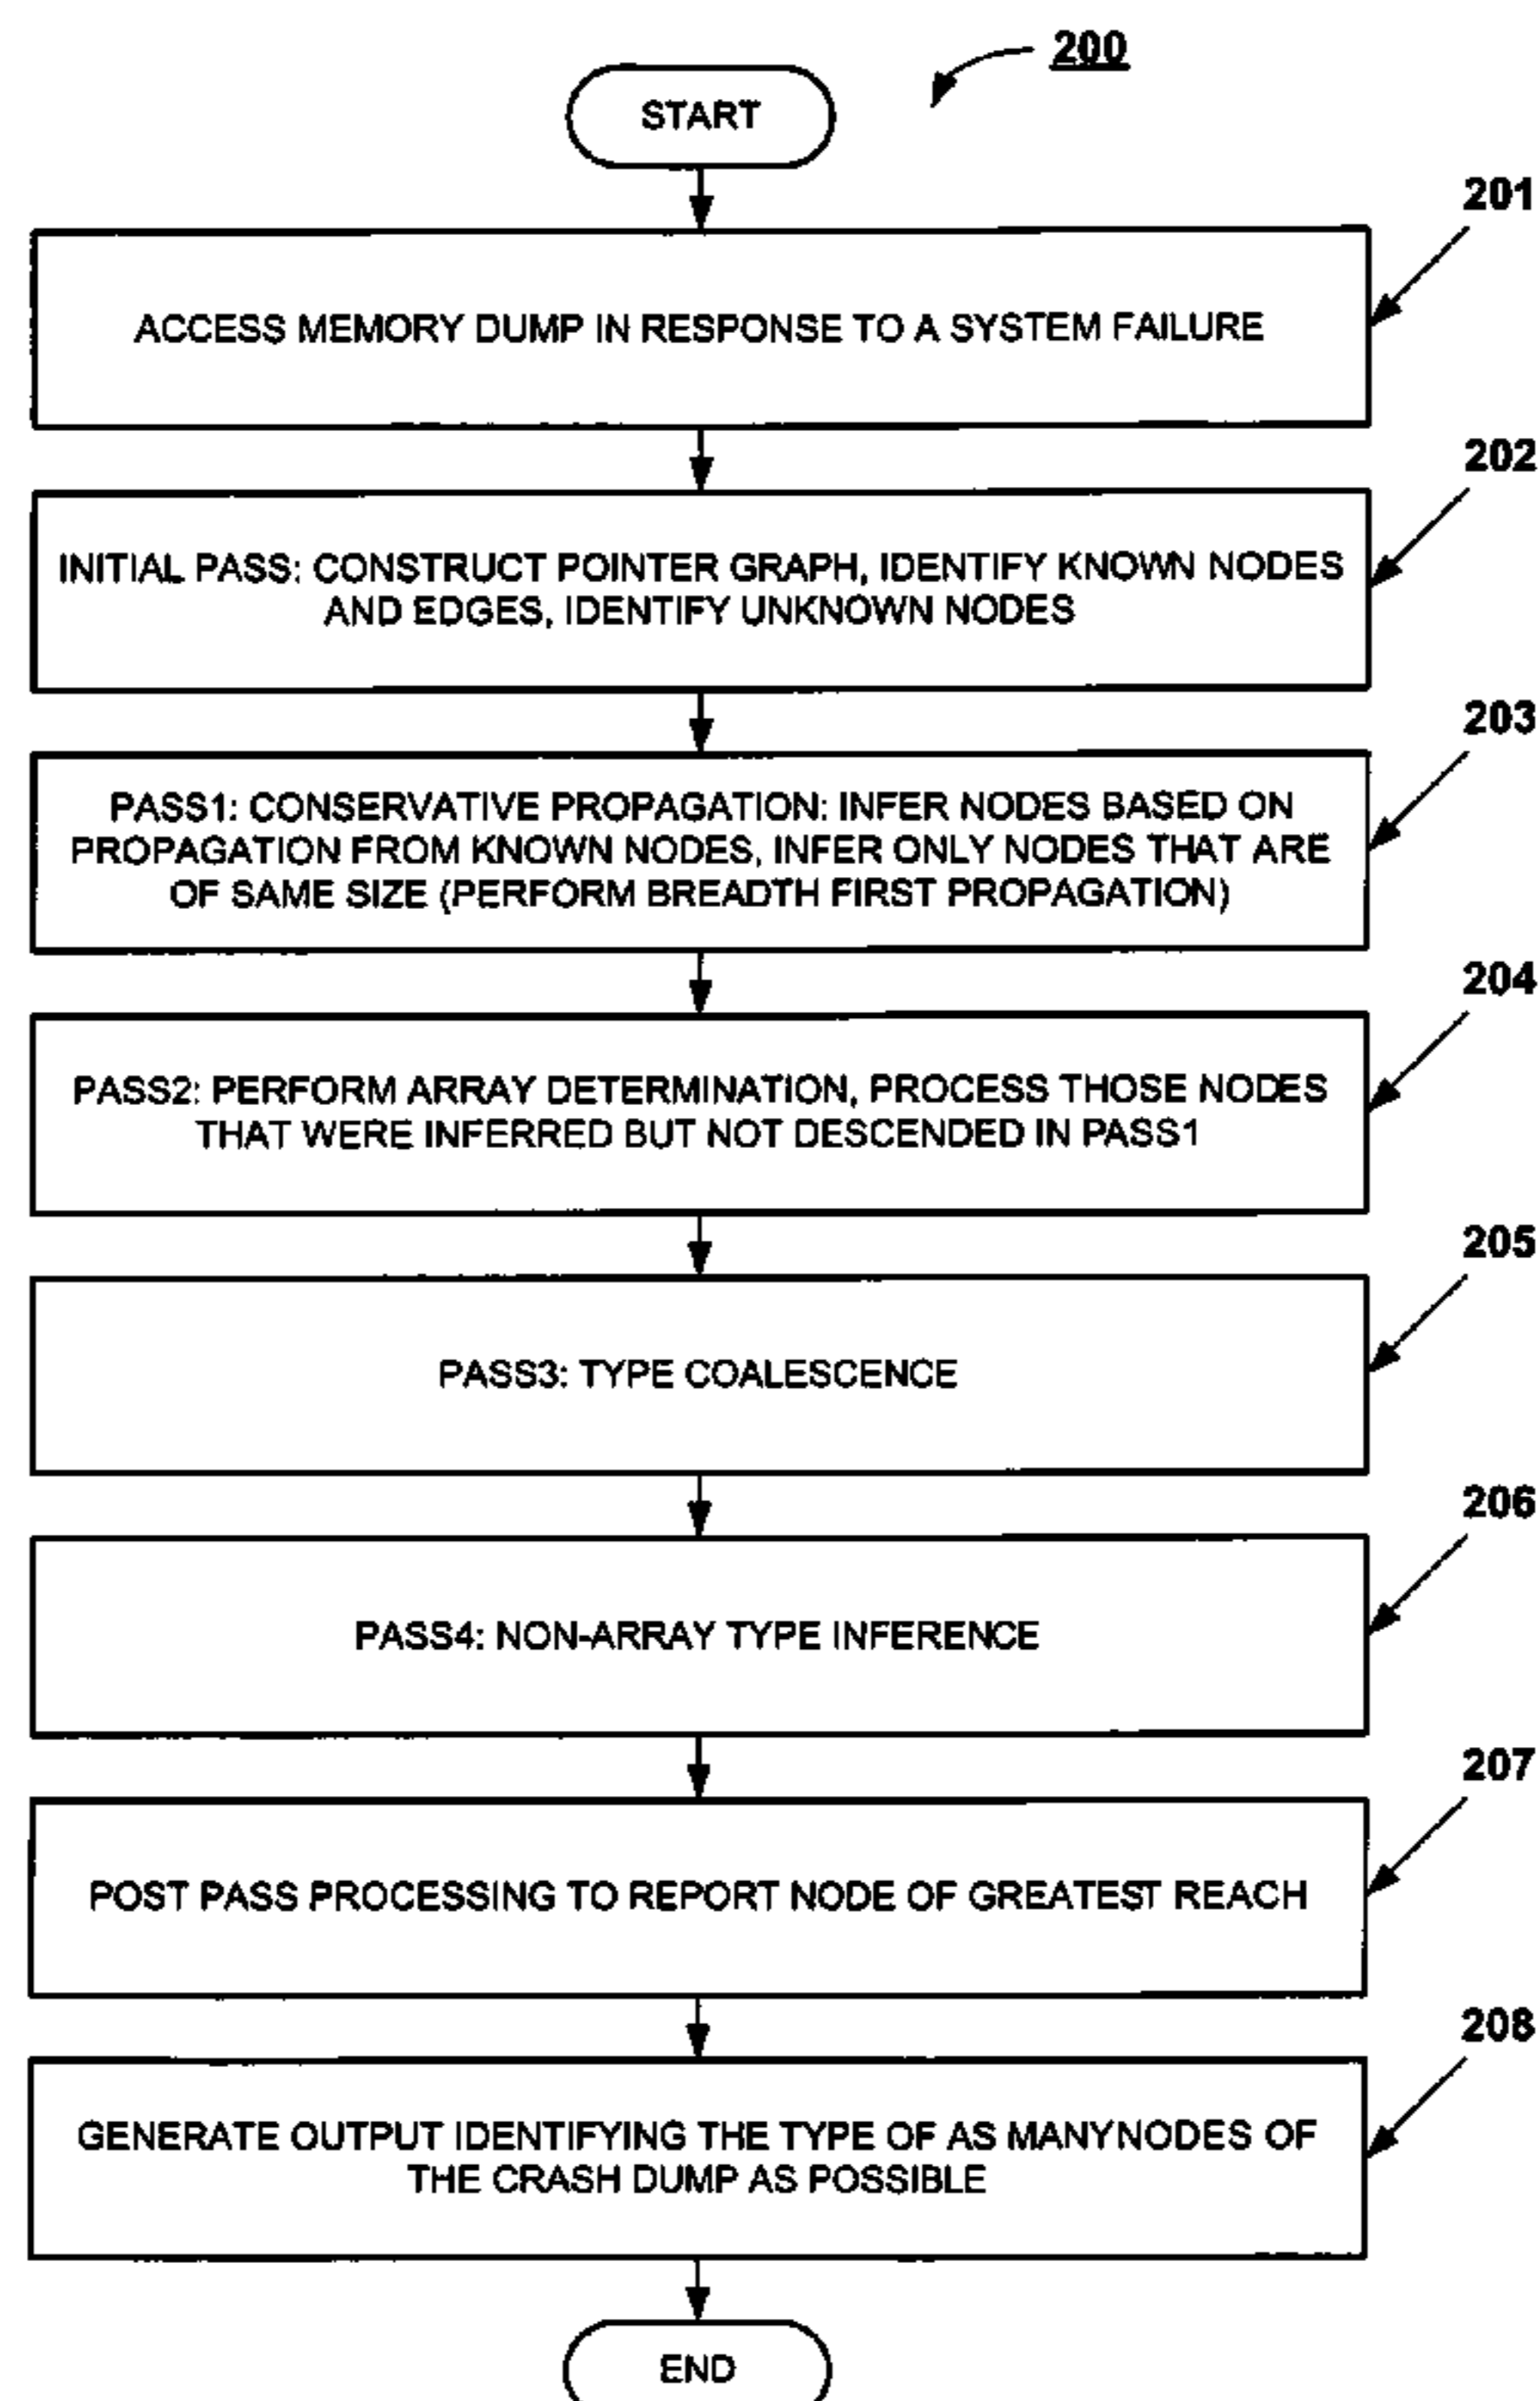 200
START
201
ACCESS MEMORY DUMP IN RESPONSE TO A SYSTEM FAILURE
202
INITIAL PASS: CONSTRUCT POINTER GRAPH, IDENTIFY KNOWN NODES
AND EDGES, IDENTIFY UNKNOWN NODES
203
PASS1: CONSERVATIVE PROPAGATION: INFER NODES BASED ON
PROPAGATION FROM KNOWN NODES, INFER ONLY NODES THAT ARE
OF SAME SIZE (PERFORM BREADTH FIRST PROPAGATION)
204
PASS2: PERFORM ARRAY DETERMINATION, PROCESS THOSE NODES
THAT WERE INFERRED BUT NOT DESCENDED IN PASS1
205
PASS3: TYPE COALESCENCE
206
PASS4: NON-ARRAY TYPE INFERENCE
207
POST PASS PROCESSING TO REPORT NODE OF GREATEST REACH
208
GENERATE OUTPUT IDENTIFYING THE TYPE OF AS MANYNODES OF
THE CRASH DUMP AS POSSIBLE
END